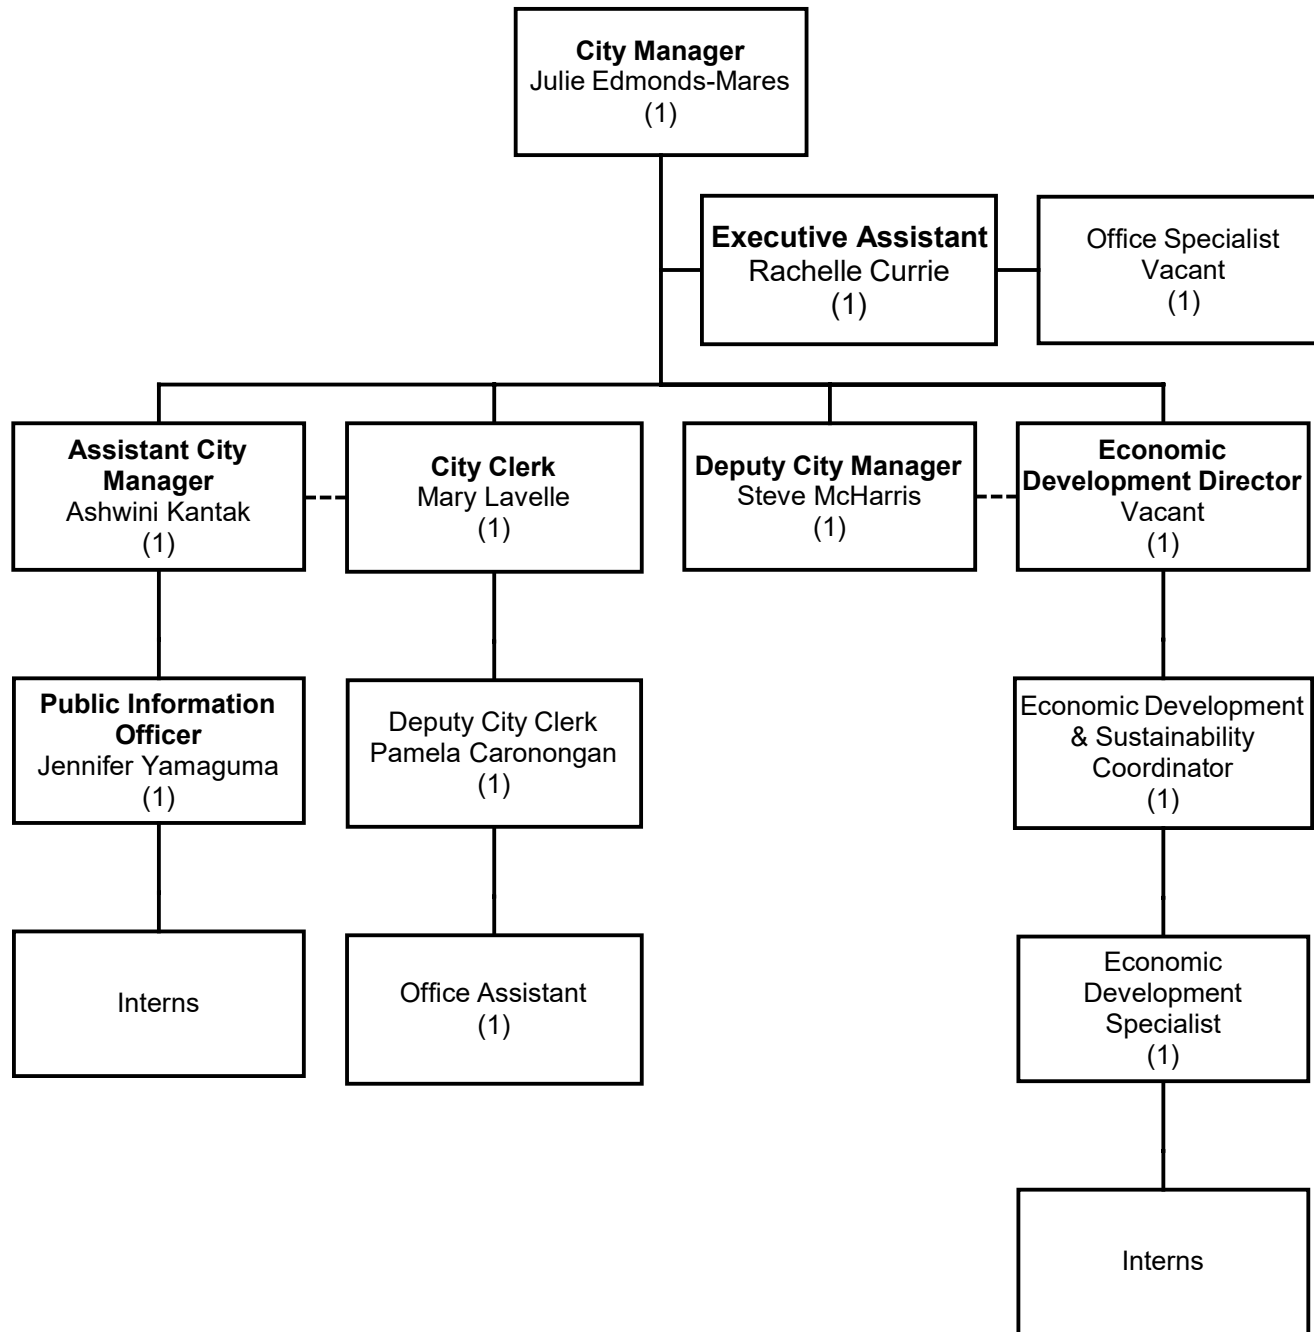 City Manager
Julie Edmonds-Mares
(1)
Executive Assistant
Rachelle Currie
(1)
Office Specialist
Vacant
(1)
Assistant City
Manager
Ashwini Kantak
(1)
City Clerk
Mary Lavelle
(1)
Deputy City Manager
Steve McHarris
(1)
Economic
Development Director
Vacant
(1)
Public Information
Officer
Jennifer Yamaguma
(1)
Deputy City Clerk
Pamela Caronongan
(1)
Economic Development
& Sustainability
Coordinator
(1)
Interns
Office Assistant
(1)
Economic
Development
Specialist
(1)
Interns